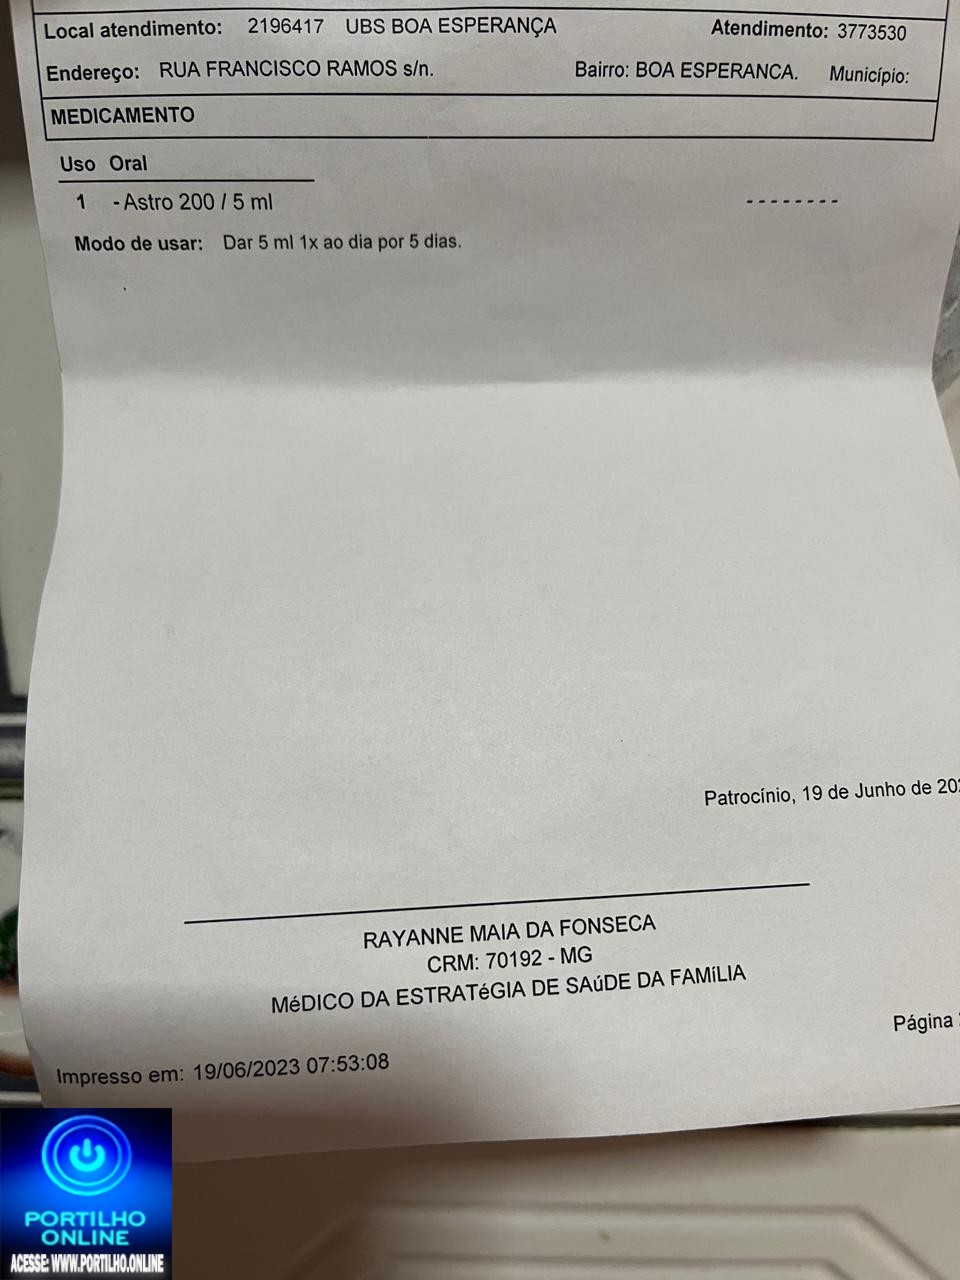 Local atendimento: 2196417 UBS BOA ESPERANÇA Atendimento: 3773530
Endereço: RUA FRANCISCO RAMOS s/n. Bairro: BOA ESPERANCA. Município:
MEDICAMENTO
Uso Oral
1 - Astro 200 / 5 ml --------
Modo de usar: Dar 5 ml 1x ao dia por 5 dias.
Patrocínio, 19 de Junho de 202
RAYANNE MAIA DA FONSECA
CRM: 70192 - MG
MéDICO DA ESTRATéGIA DE SAúDE DA FAMíLIA
Página
Impresso em: 19/06/2023 07:53:08
PORTILHO
ONLINE
ACESSE: WWW.PORTILHO.ONLINE